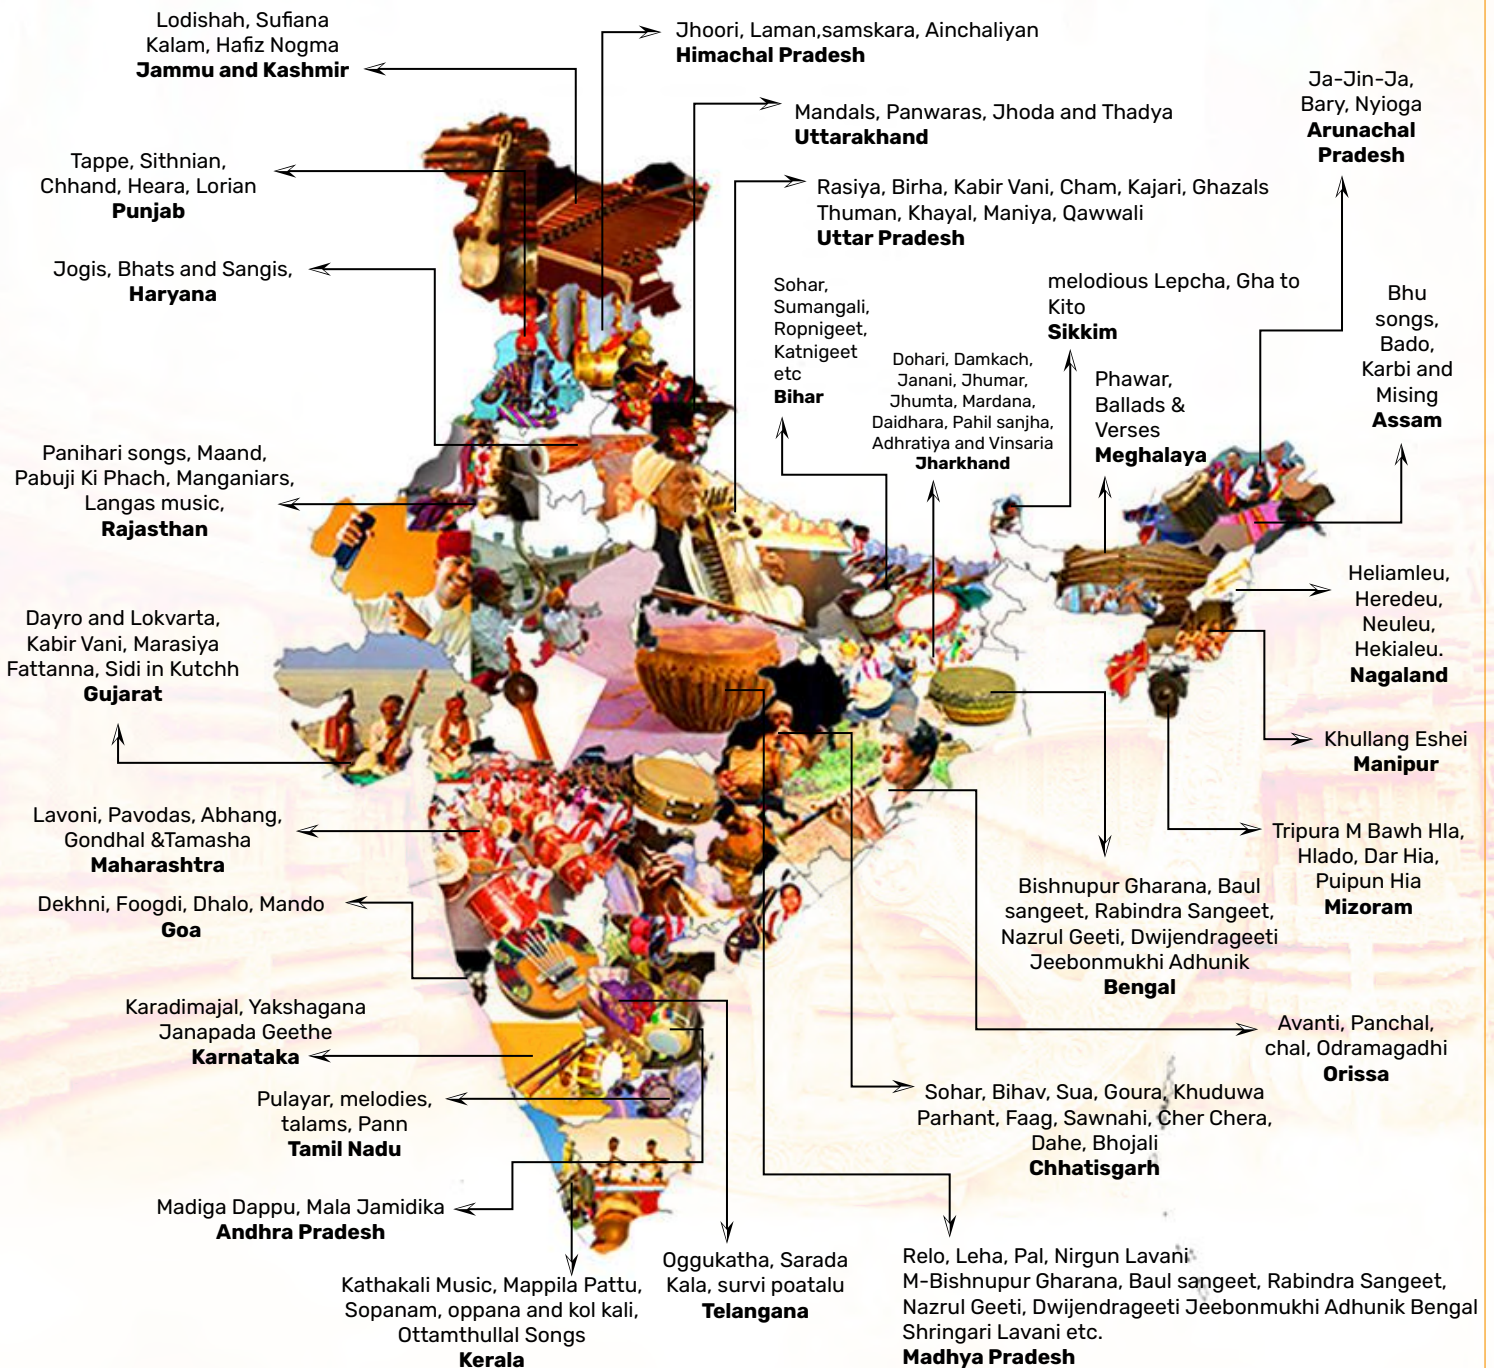 Lodishah, Sufiana
Kalam, Hafiz Nogma
Jammu and Kashmir
Jhoori, Laman,samskara, Ainchaliyan
Himachal Pradesh
Mandals, Panwaras, Jhoda and Thadya
Uttarakhand
Ja-Jin-Ja,
Bary, Nyioga
Arunachal
Pradesh
Tappe, Sithnian,
Chhand, Heara, Lorian
Punjab
Rasiya, Birha, Kabir Vani, Cham, Kajari, Ghazals
Thuman, Khayal, Maniya, Qawwali
Uttar Pradesh
Jogis, Bhats and Sangis,
Haryana
Sohar,
Sumangali,
Ropnigeet,
Katnigeet
etc
Bihar
melodious Lepcha, Gha to
Kito
Sikkim
Bhu
songs,
Bado,
Karbi and
Mising
Assam
Dohari, Damkach,
Janani, Jhumar,
Jhumta, Mardana,
Daidhara, Pahil sanjha,
Adhratiya and Vinsaria
Jharkhand
Phawar,
Ballads &
Verses
Meghalaya
Panihari songs, Maand,
Pabuji Ki Phach, Manganiars,
Langas music,
Rajasthan
Heliamleu,
Heredeu,
Neuleu,
Hekialeu.
Nagaland
Dayro and Lokvarta,
Kabir Vani, Marasiya
Fattanna, Sidi in Kutchh
Gujarat
Khullang Eshei
Manipur
Lavoni, Pavodas, Abhang,
Gondhal &Tamasha
Maharashtra
Tripura M Bawh Hla,
Hlado, Dar Hia,
Puipun Hia
Mizoram
Dekhni, Foogdi, Dhalo, Mando
Goa
Bishnupur Gharana, Baul
sangeet, Rabindra Sangeet,
Nazrul Geeti, Dwijendrageeti
Jeebonmukhi Adhunik
Bengal
Karadimajal, Yakshagana
Janapada Geethe
Karnataka
Avanti, Panchal,
chal, Odramagadhi
Orissa
Pulayar, melodies,
talams, Pann
Tamil Nadu
Sohar, Bihav, Sua, Goura, Khuduwa
Parhant, Faag, Sawnahi, Cher Chera,
Dahe, Bhojali
Chhatisgarh
Madiga Dappu, Mala Jamidika
Andhra Pradesh
Kathakali Music, Mappila Pattu,
Sopanam, oppana and kol kali,
Ottamthullal Songs
Kerala
Oggukatha, Sarada
Kala, survi poatalu
Telangana
Relo, Leha, Pal, Nirgun Lavani
M-Bishnupur Gharana, Baul sangeet, Rabindra Sangeet,
Nazrul Geeti, Dwijendrageeti Jeebonmukhi Adhunik Bengal
Shringari Lavani etc.
Madhya Pradesh